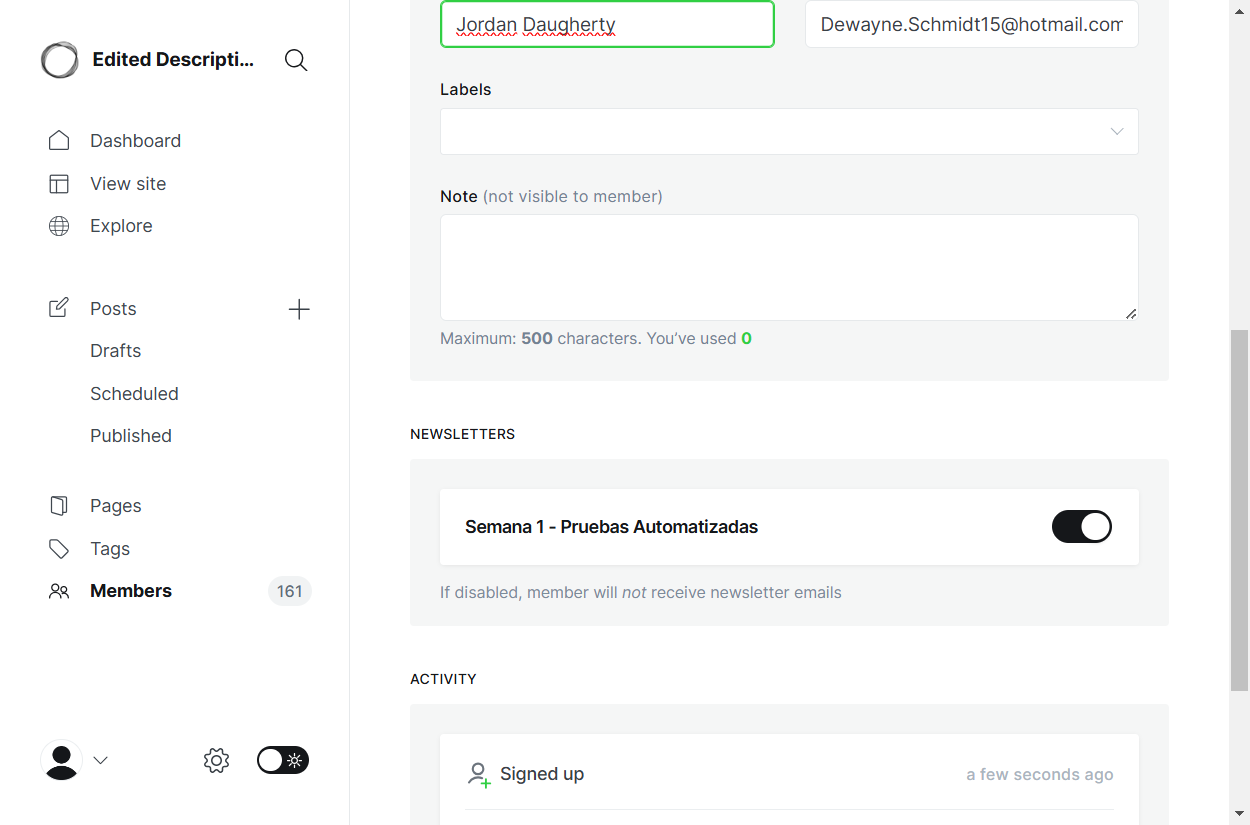 Edited Descripti...
Dashboard
View site
Explore
Posts
Drafts
Scheduled
Published
Pages
Tags
Members 161
Jordan Daugherty Dewayne.Schmidt15@hotmail.com
Labels
Note (not visible to member)
Maximum: 500 characters. You’ve used 0
NEWSLETTERS
Semana 1 - Pruebas Automatizadas
If disabled, member will not receive newsletter emails
ACTIVITY
Signed up a few seconds ago